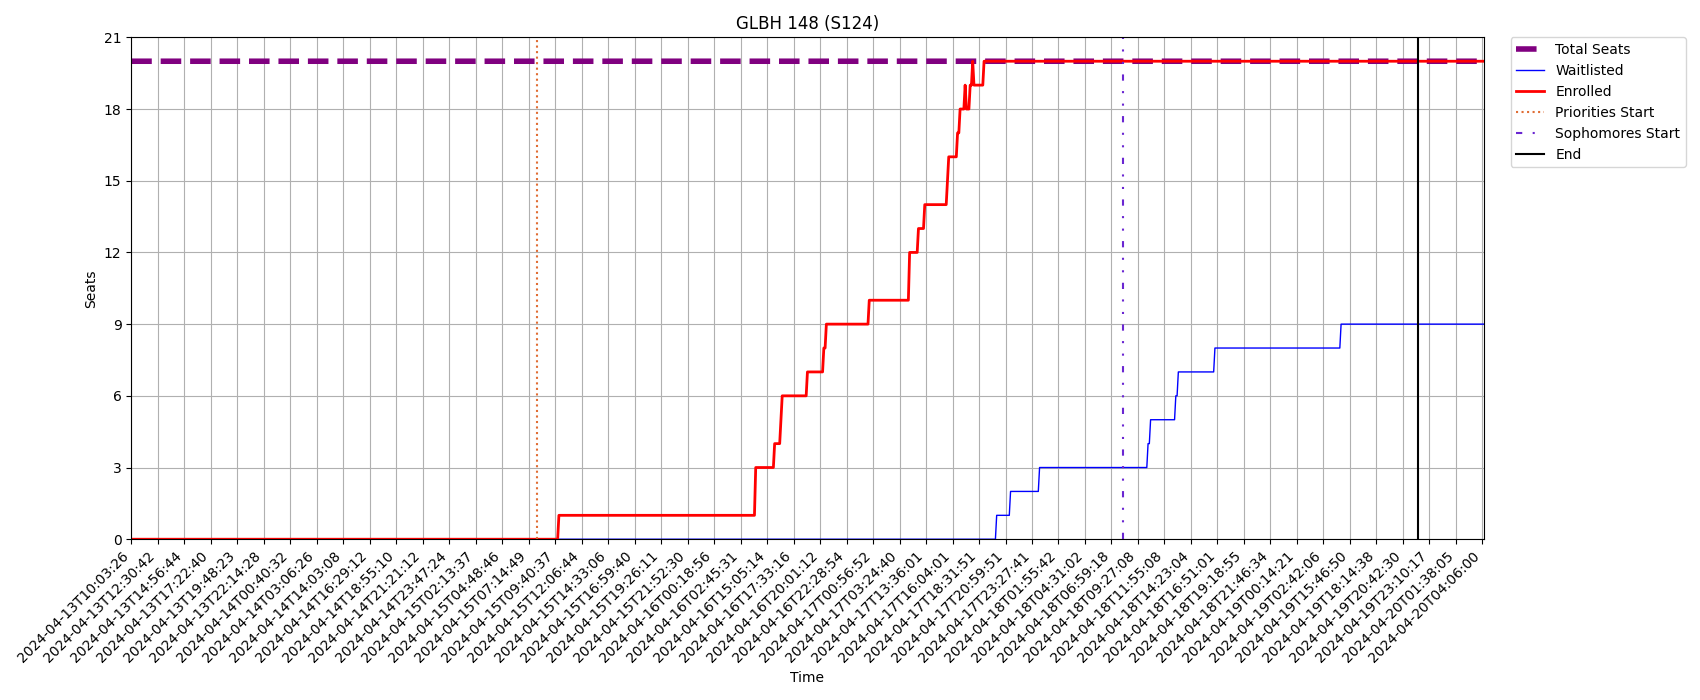 GLBH 148 (S124)
21
18
15
12
9
6
3
0
Seats
Total Seats
Waitlisted
Enrolled
Priorities Start
Sophomores Start
End
2024-04-13T10:03:26
2024-04-13T12:30:42
2024-04-13T14:56:44
2024-04-13T17:22:40
2024-04-13T19:48:23
2024-04-13T22:14:28
2024-04-14T00:40:32
2024-04-14T03:06:26
2024-04-14T14:03:08
2024-04-14T16:29:12
2024-04-14T18:55:10
2024-04-14T21:21:12
2024-04-14T23:47:24
2024-04-15T02:13:37
2024-04-15T04:48:46
2024-04-15T07:14:49
2024-04-15T09:40:37
2024-04-15T12:06:44
2024-04-15T14:33:06
2024-04-15T16:59:40
2024-04-15T19:26:11
2024-04-15T21:52:30
2024-04-16T00:18:56
2024-04-16T02:45:31
2024-04-16T15:05:14
2024-04-16T17:33:16
2024-04-16T20:01:12
2024-04-16T22:28:54
2024-04-17T00:56:52
2024-04-17T03:24:40
2024-04-17T13:36:01
2024-04-17T16:04:01
2024-04-17T18:31:51
2024-04-17T20:59:51
2024-04-17T23:27:41
2024-04-18T01:55:42
2024-04-18T04:31:02
2024-04-18T06:59:18
2024-04-18T09:27:08
2024-04-18T11:55:08
2024-04-18T14:23:04
2024-04-18T16:51:01
2024-04-18T19:18:55
2024-04-18T21:46:34
2024-04-19T00:14:21
2024-04-19T02:42:06
2024-04-19T15:46:50
2024-04-19T18:14:38
2024-04-19T20:42:30
2024-04-19T23:10:17
2024-04-20T01:38:05
2024-04-20T04:06:00
Time